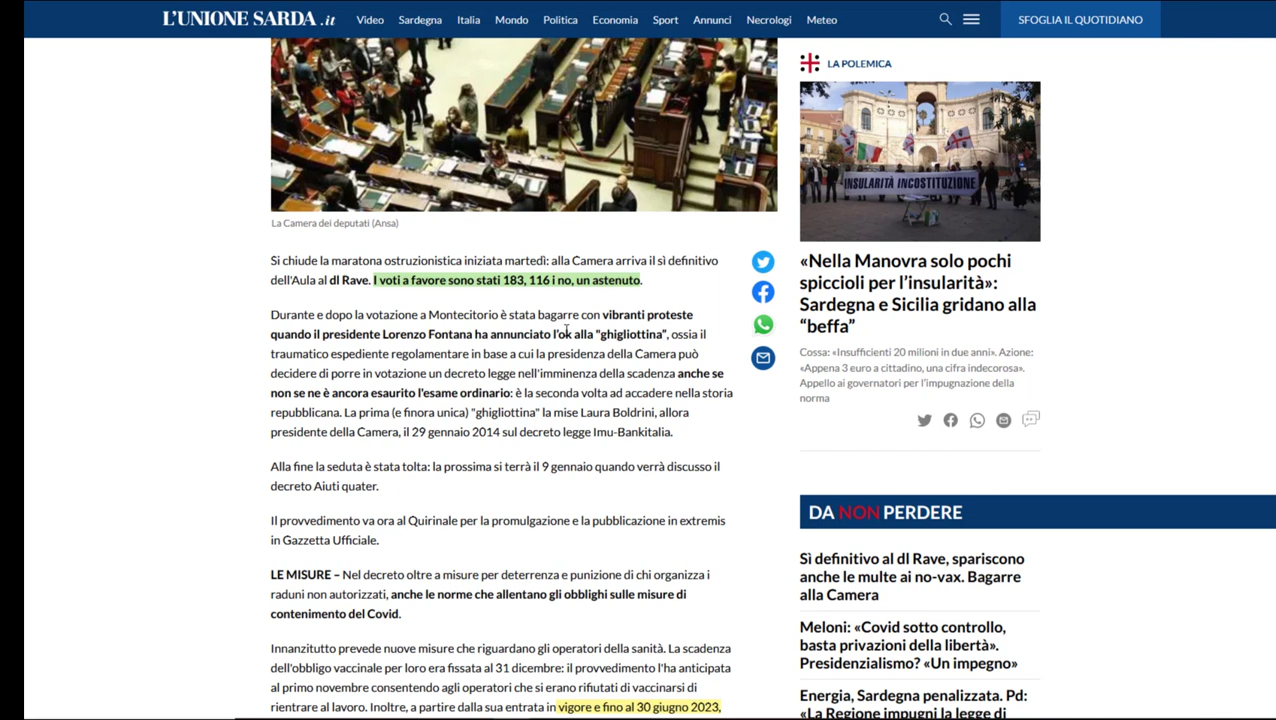 L'UNIONE SARDA.it Video Sardegna Italia Mondo Politica Economia Sport Annunci Necrologi Meteo SFOGLIA IL QUOTIDIANO
La Camera dei deputati (Ansa)
Si chiude la maratona ostruzionistica iniziata martedì: alla Camera arriva il sì definitivo
dell'Aula al dl Rave. I voti a favore sono stati 183, 116 i no, un astenuto.
Durante e dopo la votazione a Montecitorio è stata bagarre con vibranti proteste
quando il presidente Lorenzo Fontana ha annunciato l'ok alla "ghigliottina", ossia il
traumatico espediente regolamentare in base a cui la presidenza della Camera può
decidere di porre in votazione un decreto legge nell'imminenza della scadenza anche se
non se ne è ancora esaurito l'esame ordinario: è la seconda volta ad accadere nella storia
repubblicana. La prima (e finora unica) "ghigliottina" la mise Laura Boldrini, allora
presidente della Camera, il 29 gennaio 2014 sul decreto legge Imu-Bankitalia.
Alla fine la seduta è stata tolta: la prossima si terrà il 9 gennaio quando verrà discusso il
decreto Aiuti quater.
Il provvedimento va ora al Quirinale per la promulgazione e la pubblicazione in extremis
in Gazzetta Ufficiale.
LE MISURE – Nel decreto oltre a misure per deterrenza e punizione di chi organizza i
raduni non autorizzati, anche le norme che allentano gli obblighi sulle misure di
contenimento del Covid.
Innanzitutto prevede nuove misure che riguardano gli operatori della sanità. La scadenza
dell'obbligo vaccinale per loro era fissata al 31 dicembre: il provvedimento l'ha anticipata
al primo novembre consentendo agli operatori che si erano rifiutati di vaccinarsi di
rientrare al lavoro. Inoltre, a partire dalla sua entrata in vigore e fino al 30 giugno 2023,
LA POLEMICA
INSULARITÀ INCOSTITUZIONE
«Nella Manovra solo pochi
spiccioli per l'insularità»:
Sardegna e Sicilia gridano alla
"beffa"
Cossa: «Insufficienti 20 milioni in due anni». Azione:
«Appena 3 euro a cittadino, una cifra indecorosa».
Appello ai governatori per l'impugnazione della
norma
DA NON PERDERE
Sì definitivo al dl Rave, spariscono
anche le multe ai no-vax. Bagarre
alla Camera
Meloni: «Covid sotto controllo,
basta privazioni della libertà».
Presidenzialismo? «Un impegno»
Energia, Sardegna penalizzata. Pd:
«La Regione impugni la legge di